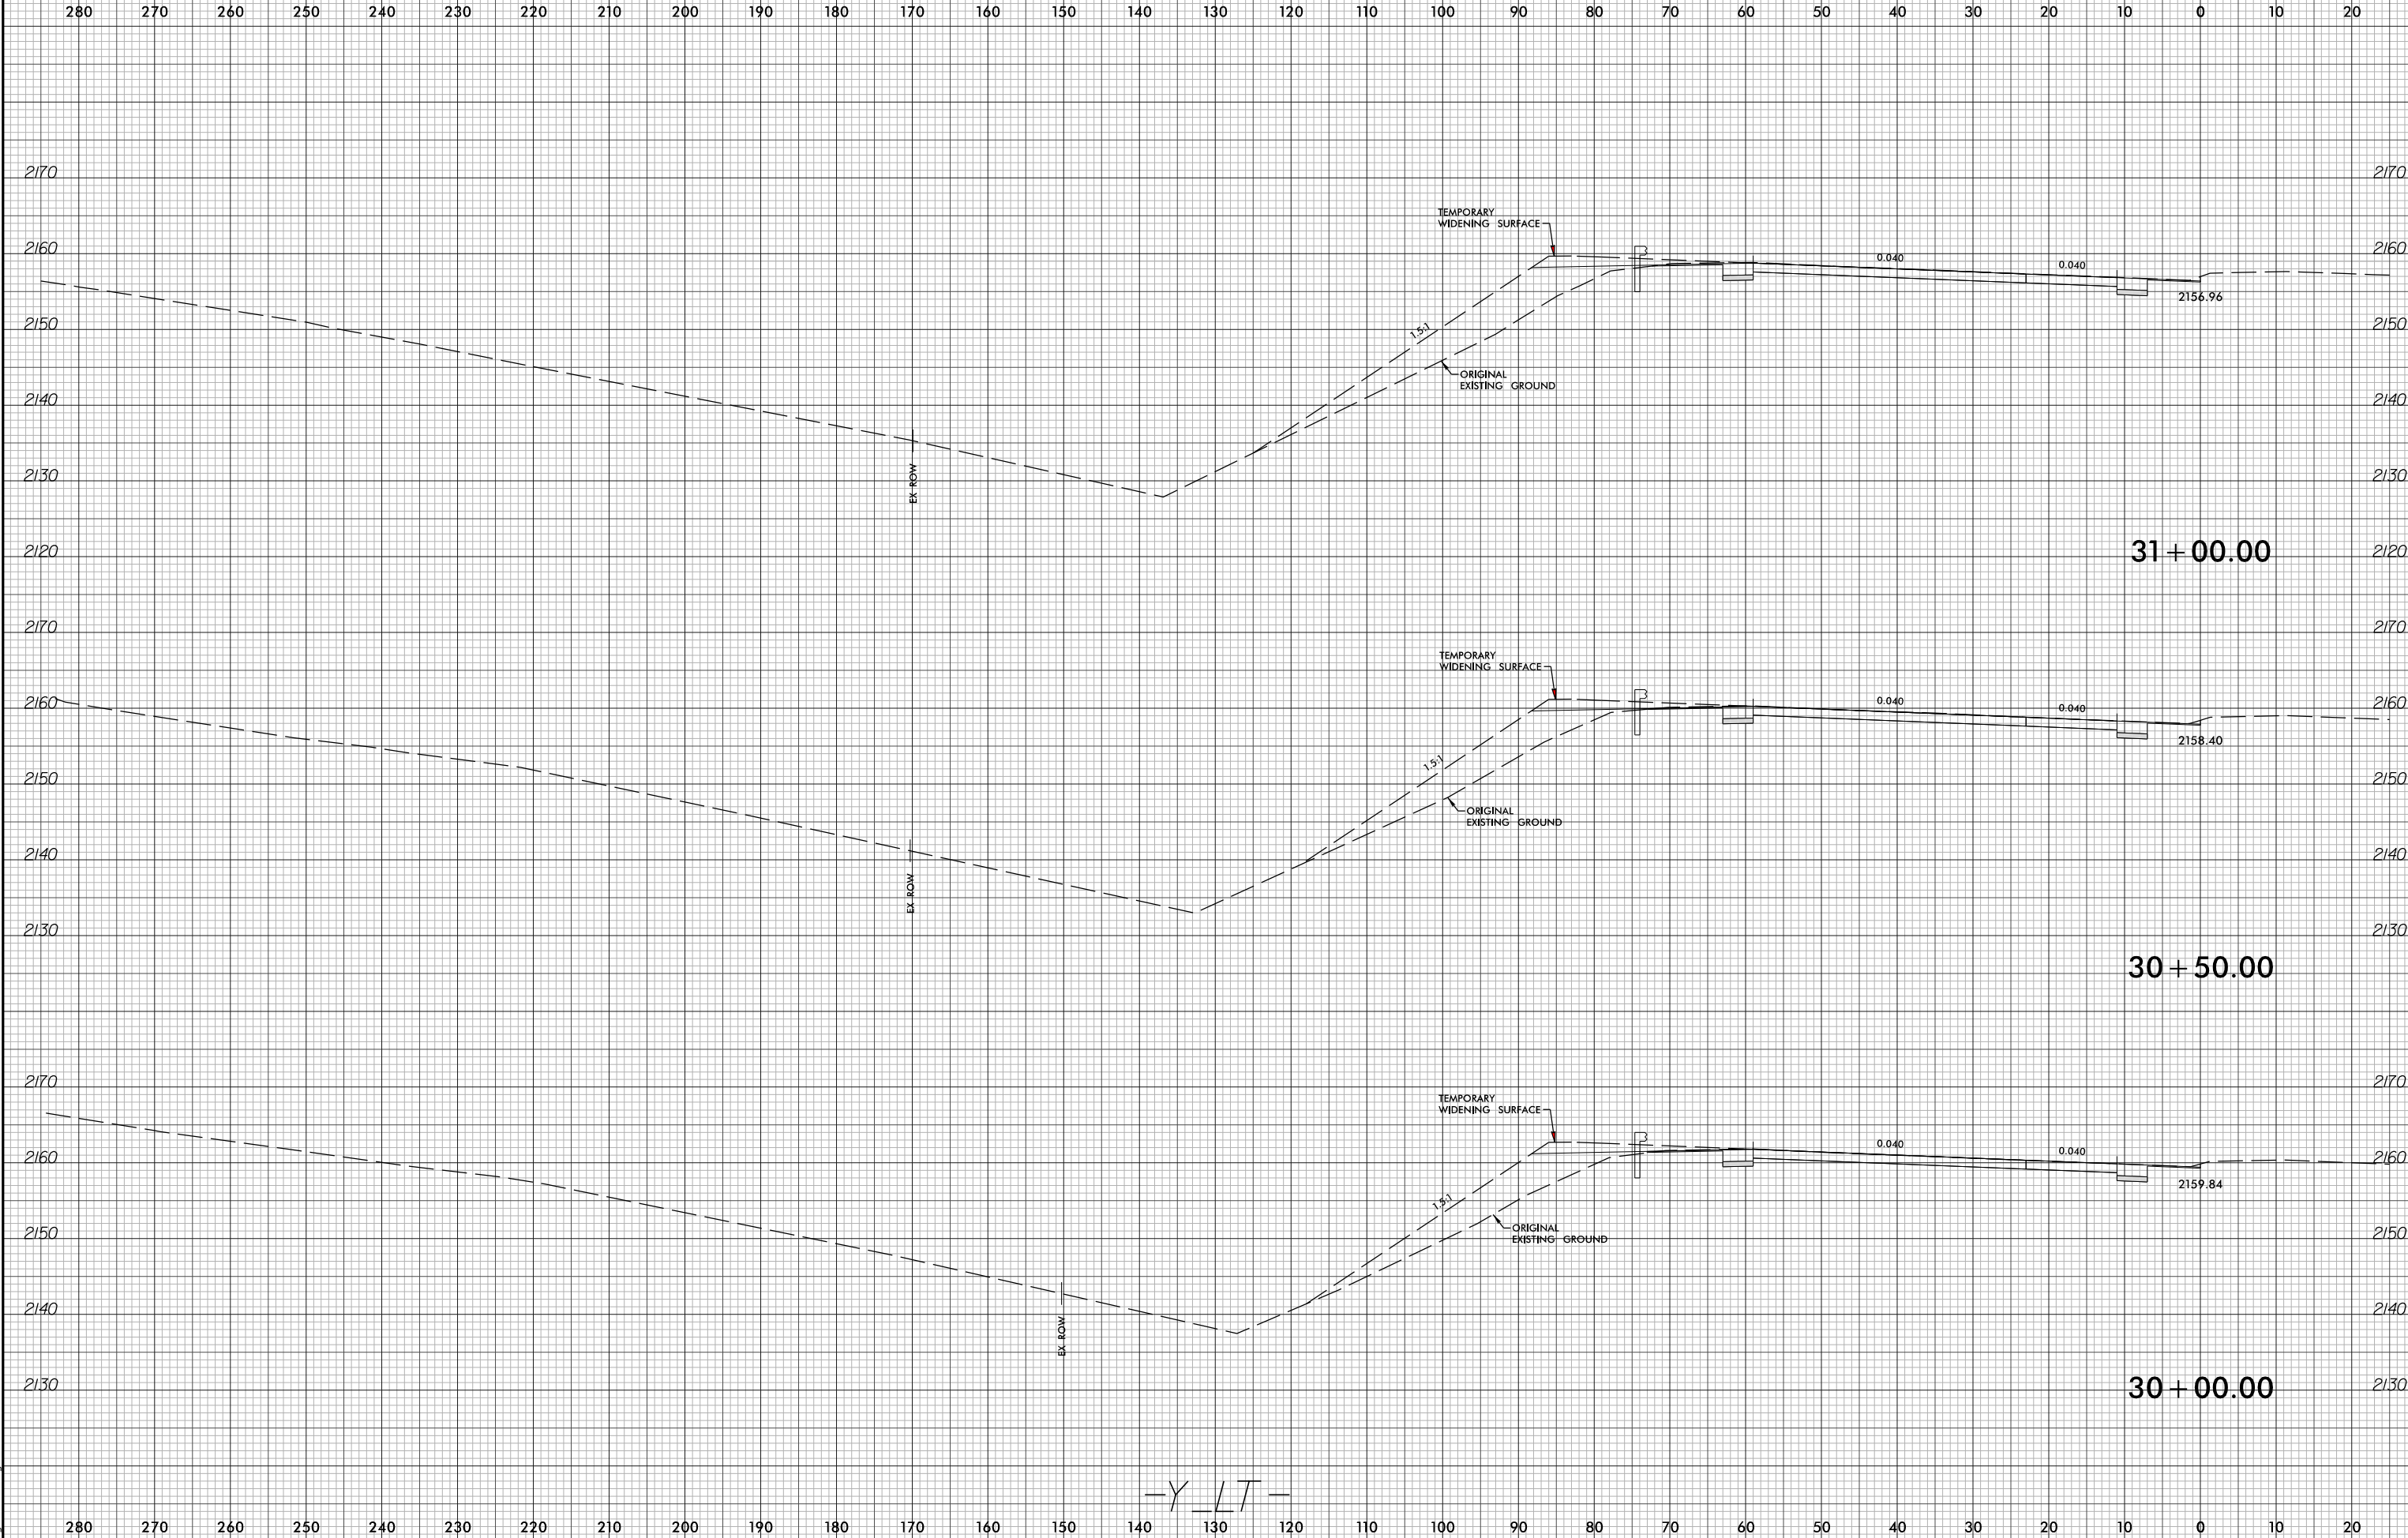 280 270 260 250 240 230 220 210 200 190 180 170 160 150 140 130 120 110 100 90 80 70 60 50 40 30 20 10 0 10 20
2170 2170
TEMPORARY
WIDENING SURFACE
2160 2160
0.040 0.040
2156.96
2150 2150
1.5:1
ORIGINAL
EXISTING GROUND
2140 2140
EX ROW
2130 2130
2120 2120
31+00.00
2170 2170
TEMPORARY
WIDENING SURFACE
2160 2160
0.040 0.040
2158.40
1.5:1
2150 2150
ORIGINAL
EXISTING GROUND
2140 2140
EX ROW
2130 2130
30+50.00
2170 2170
TEMPORARY
WIDENING SURFACE
0.040 0.040
2160 2160
2159.84
1.5:1
ORIGINAL
EXISTING GROUND
2150 2150
2140 2140
EX ROW
2130 2130
30+00.00
-Y_LT-
280 270 260 250 240 230 220 210 200 190 180 170 160 150 140 130 120 110 100 90 80 70 60 50 40 30 20 10 0 10 20